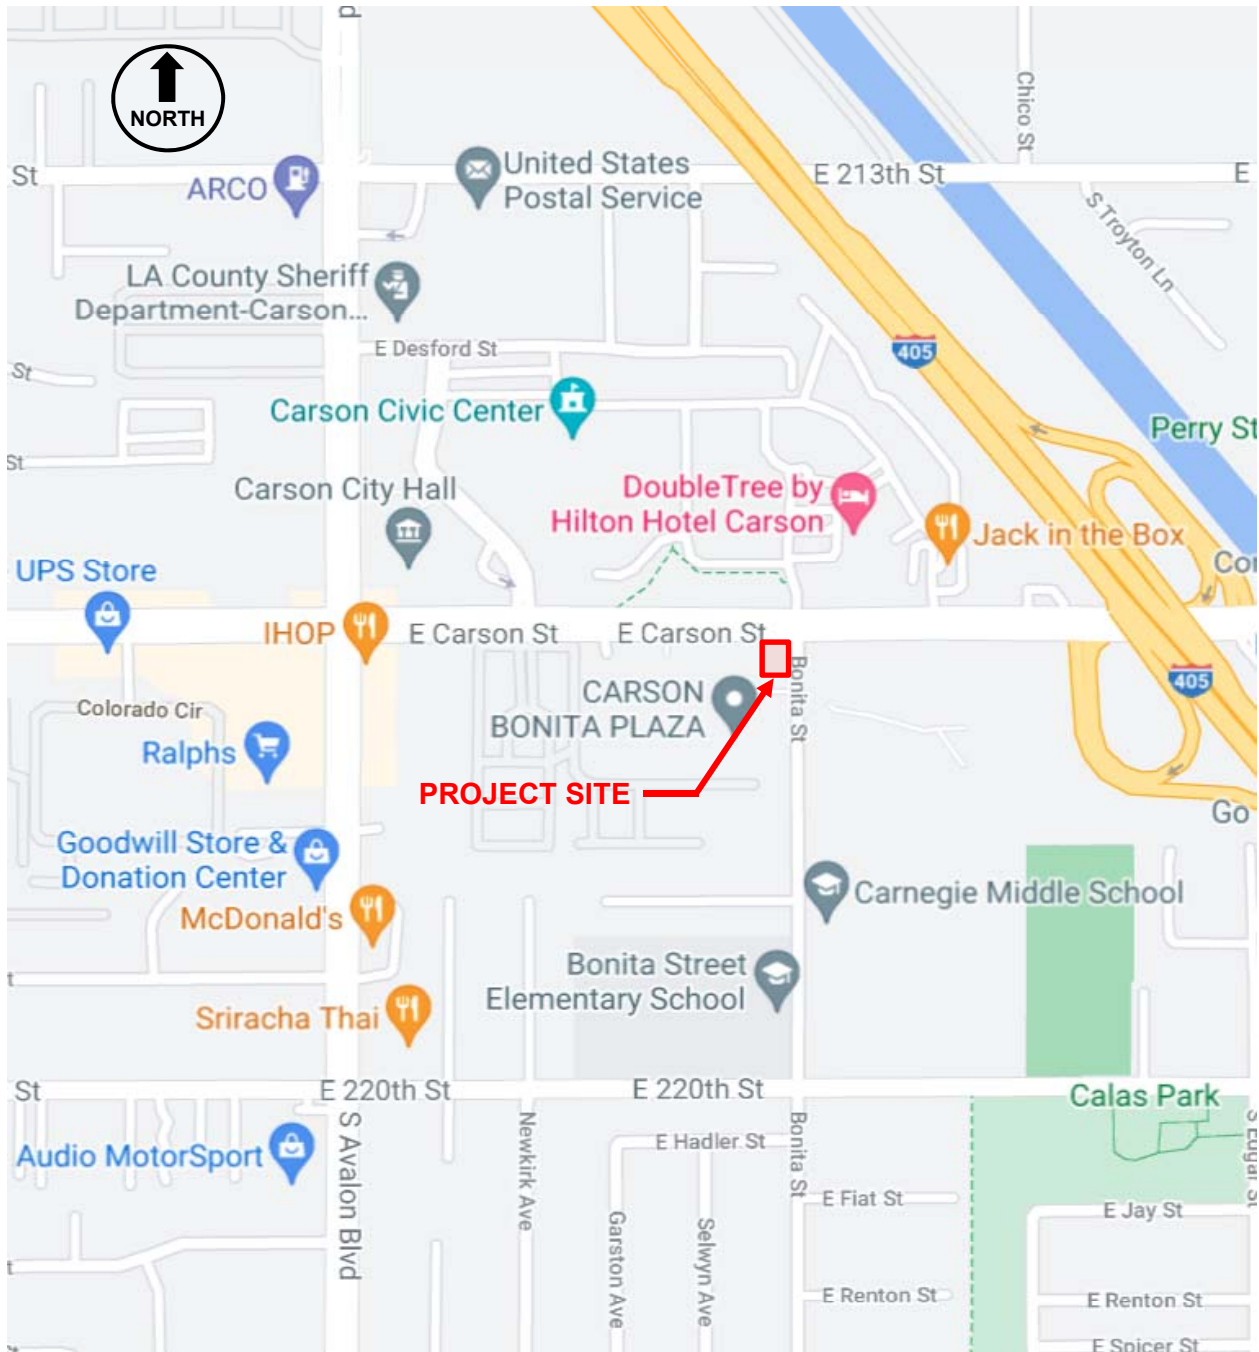 NORTH
Chico St
St
ARCO
United States
Postal Service
E 213th St
E
S Troyton Ln
LA County Sheriff
Department-Carson...
E Desford St
405
St
Carson Civic Center
Perry St
St
Carson City Hall
DoubleTree by
Hilton Hotel Carson
Jack in the Box
UPS Store
IHOP
E Carson St
E Carson St
Bonita St
405
CARSON
BONITA PLAZA
Colorado Cir
Ralphs
PROJECT SITE
Go
Goodwill Store &
Donation Center
McDonald's
Carnegie Middle School
Bonita Street
Elementary School
Sriracha Thai
St
E 220th St
E 220th St
Calas Park
Audio MotorSport
S Avalon Blvd
Newkirk Ave
E Hadler St
Bonita St
S Edgar St
Garston Ave
Selwyn Ave
E Fiat St
E Jay St
E Renton St
E Renton St
E Spicer St